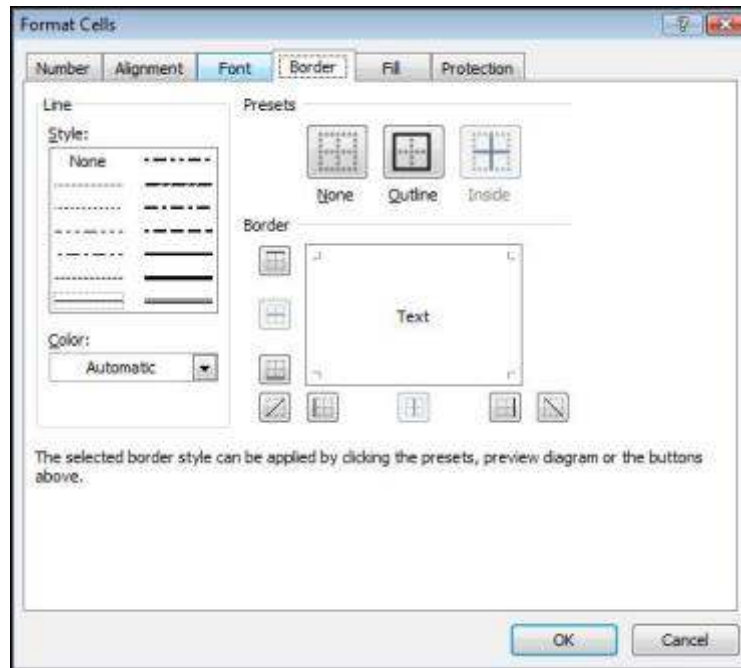 Format Cells
Number Alignment Font Border Fill Protection
Line
Presets
Style:
None
None Outline Inside
Border
Text
Color:
Automatic
The selected border style can be applied by clicking the presets, preview diagram or the buttons
above.
OK Cancel